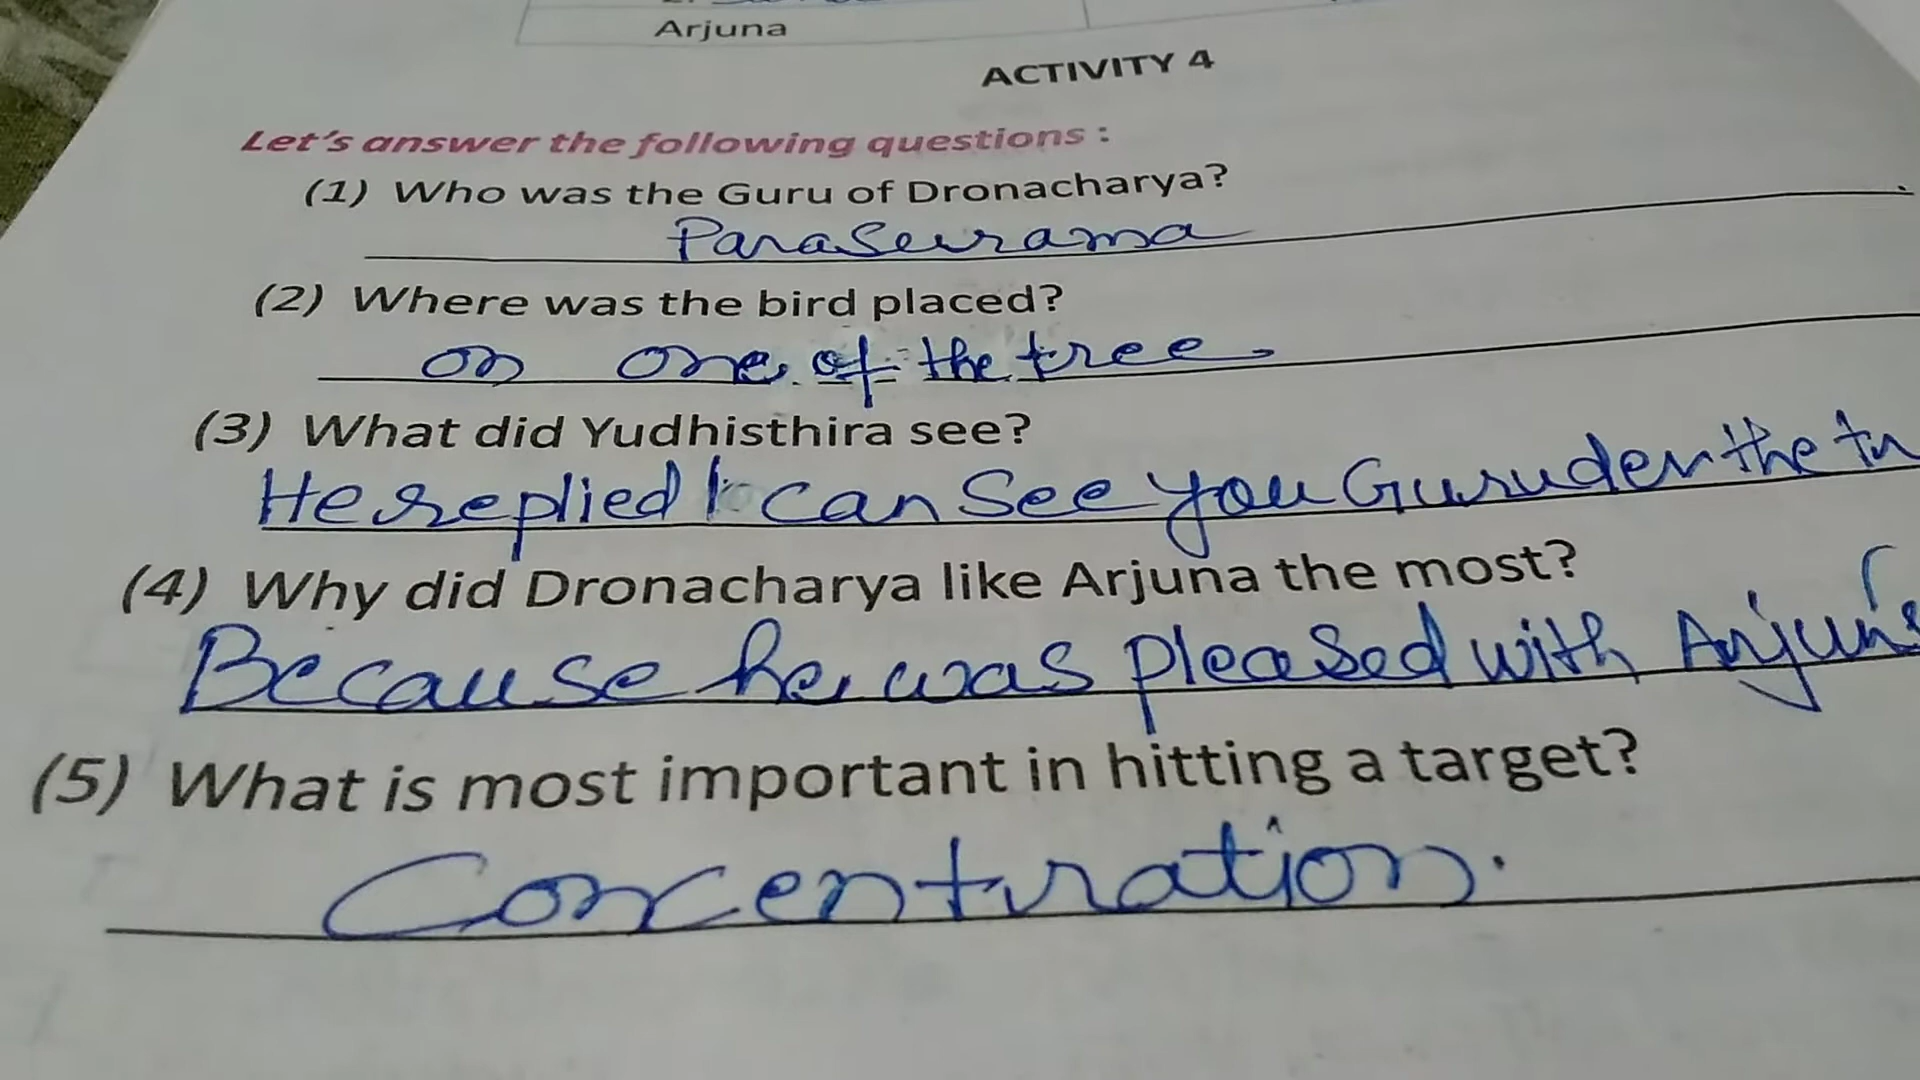 Arjuna
ACTIVITY 4
Let's answer the following questions :
(1) Who was the Guru of Dronacharya?
Parasurama
(2) Where was the bird placed?
on one of the tree.
(3) What did Yudhisthira see?
He replied I can See you Gurudev the
(4) Why did Dronacharya like Arjuna the most?
Because he was pleased with Arjun's
(5) What is most important in hitting a target?
Concentration.